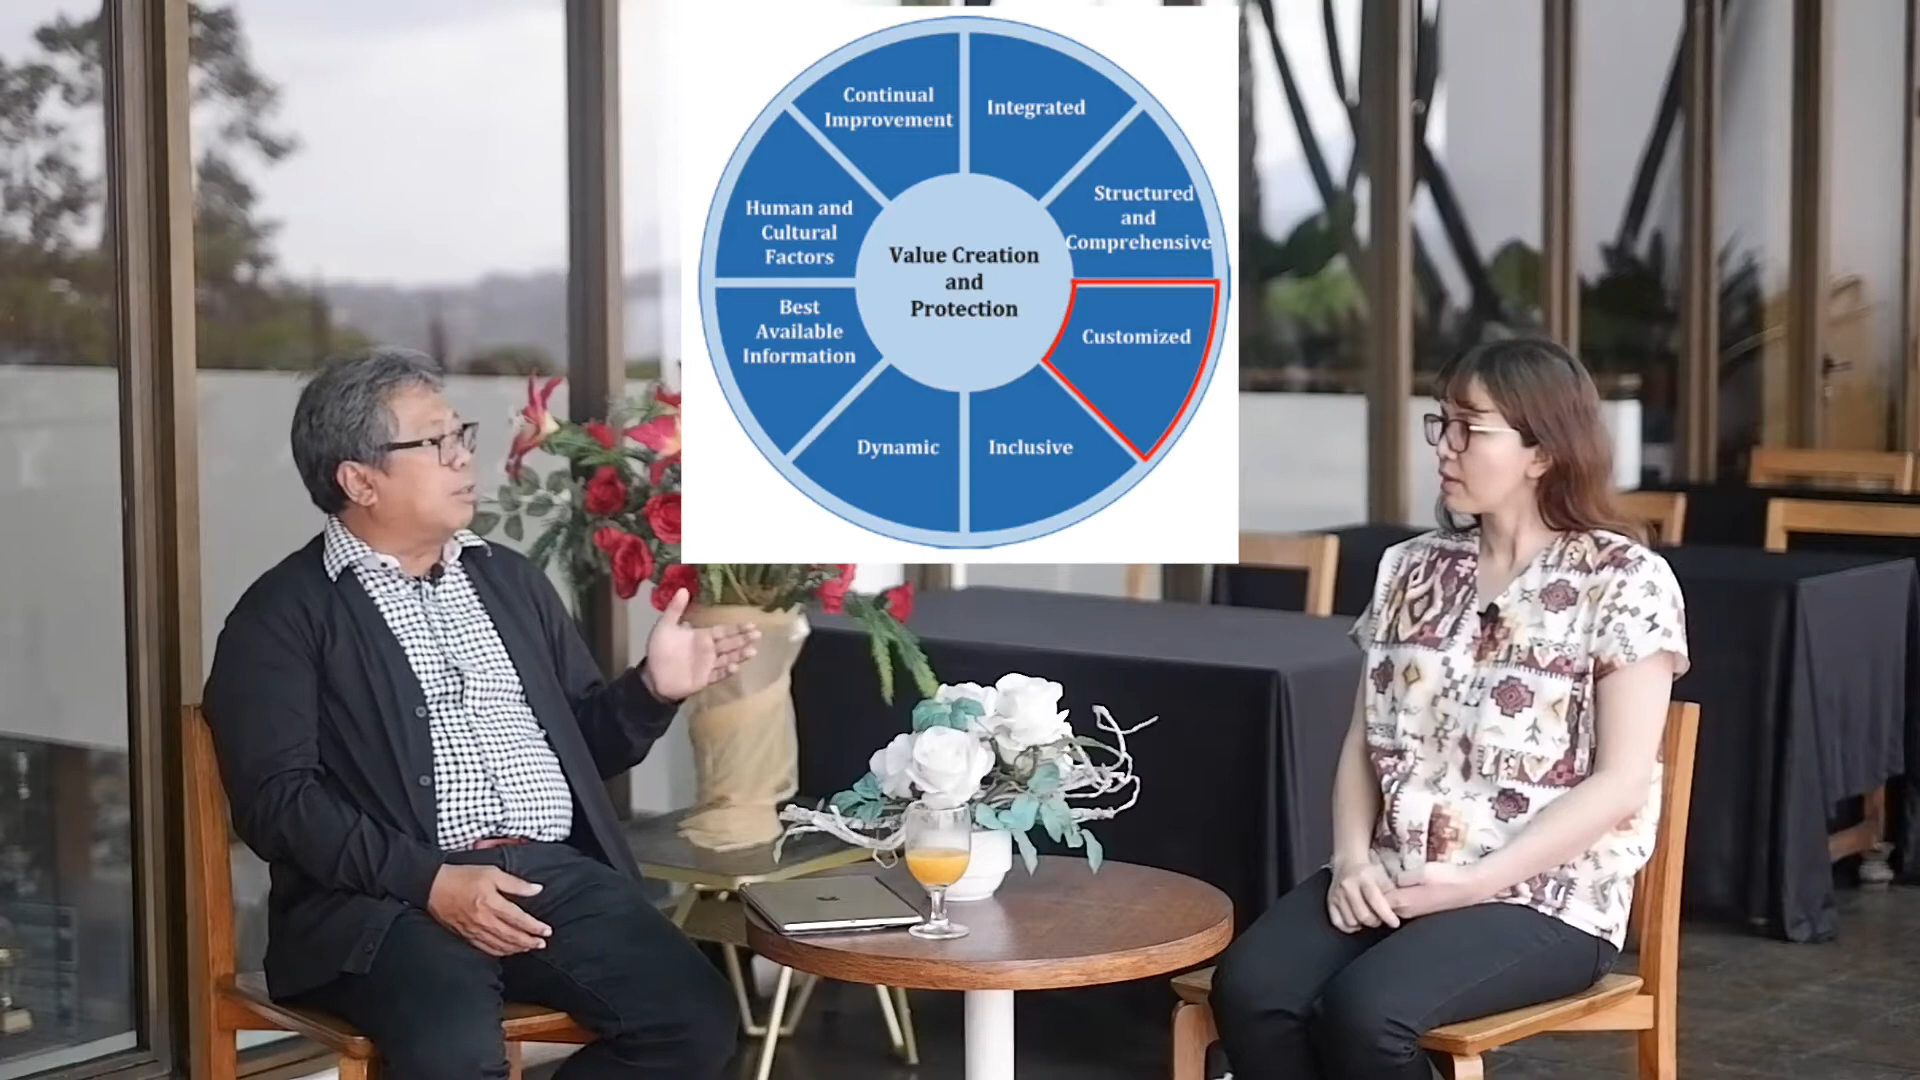 Continual
Improvement
Integrated
Structured
and
Comprehensive
Customized
Inclusive
Dynamic
Best
Available
Information
Human and
Cultural
Factors
Value Creation
and
Protection